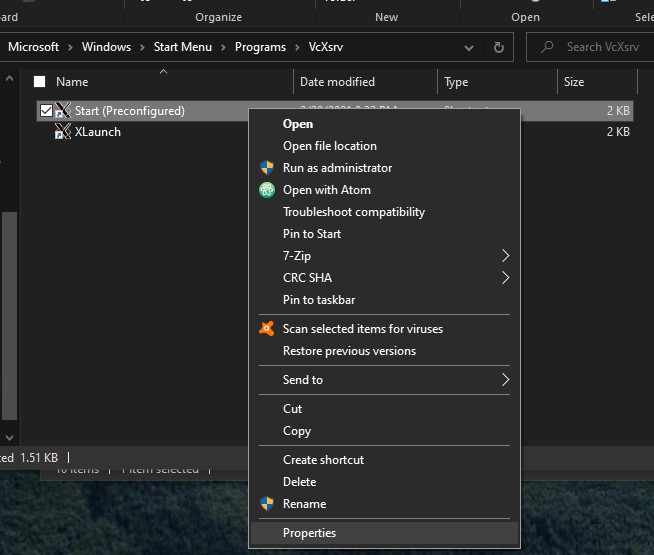 ard
Organize
New
Open
Sele
Microsoft > Windows > Start Menu > Programs > VcXsrv
Search VcXsrv
Name Date modified Type Size
Start (Preconfigured) 2 KB
XLaunch 2 KB
Open
Open file location
Run as administrator
Open with Atom
Troubleshoot compatibility
Pin to Start
7-Zip
CRC SHA
Pin to taskbar
Scan selected items for viruses
Restore previous versions
Send to
Cut
Copy
Create shortcut
Delete
Rename
Properties
ted 1.51 KB
10 items 1 item selected